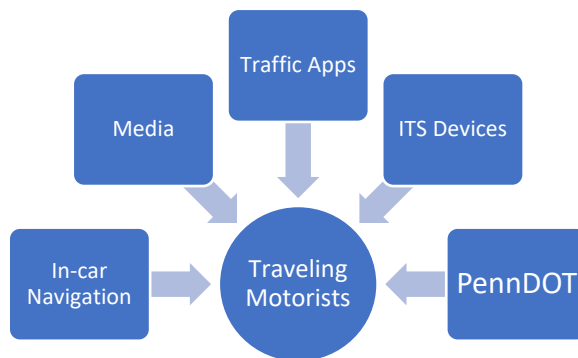 Traffic Apps
Media
ITS Devices
In-car
Navigation
Traveling
Motorists
PennDOT